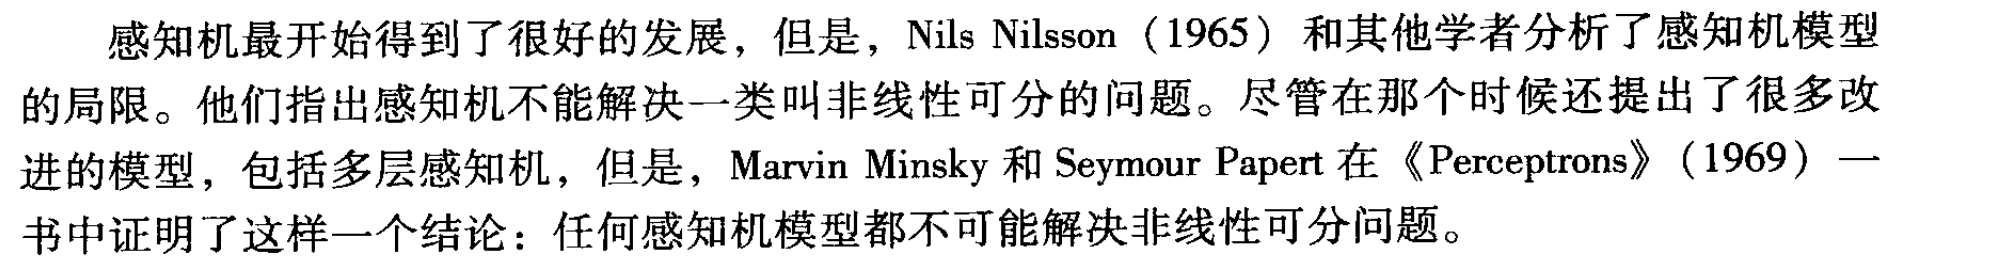 感知机最开始得到了很好的发展，但是，Nils Nilsson（1965）和其他学者分析了感知机模型
的局限。他们指出感知机不能解决一类叫非线性可分的问题。尽管在那个时候还提出了很多改
进的模型，包括多层感知机，但是，Marvin Minsky 和 Seymour Papert 在《Perceptrons》（1969）一
书中证明了这样一个结论：任何感知机模型都不可能解决非线性可分问题。